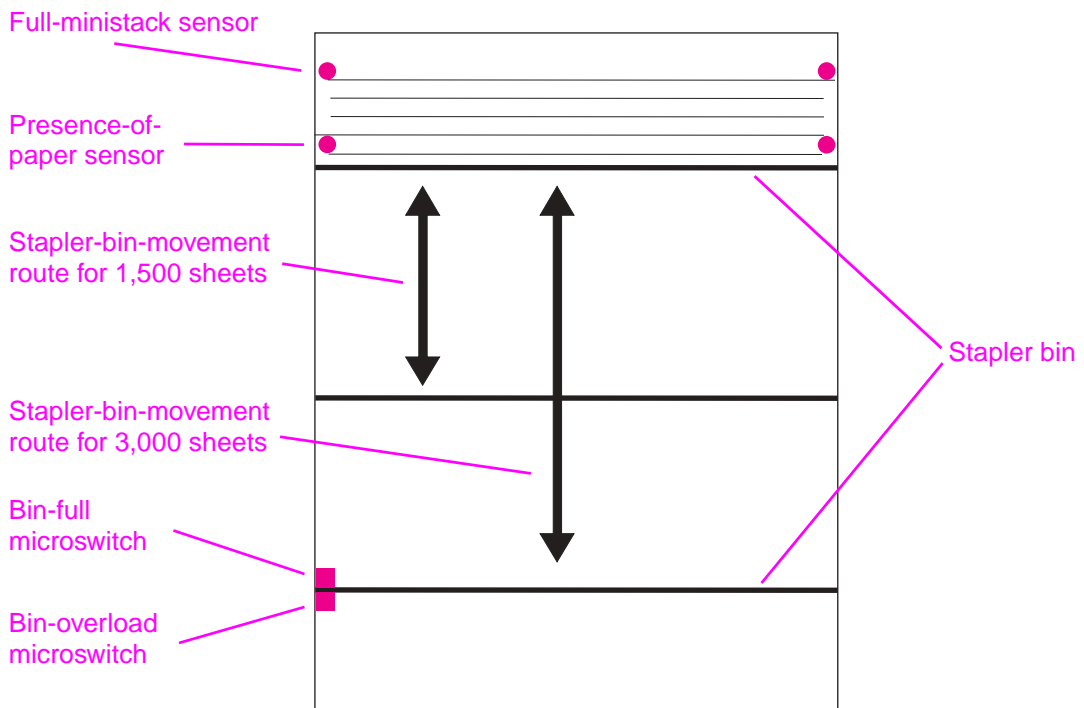 Full-ministack sensor
Presence-of-
paper sensor
Stapler-bin-movement
route for 1,500 sheets
Stapler bin
Stapler-bin-movement
route for 3,000 sheets
Bin-full
microswitch
Bin-overload
microswitch